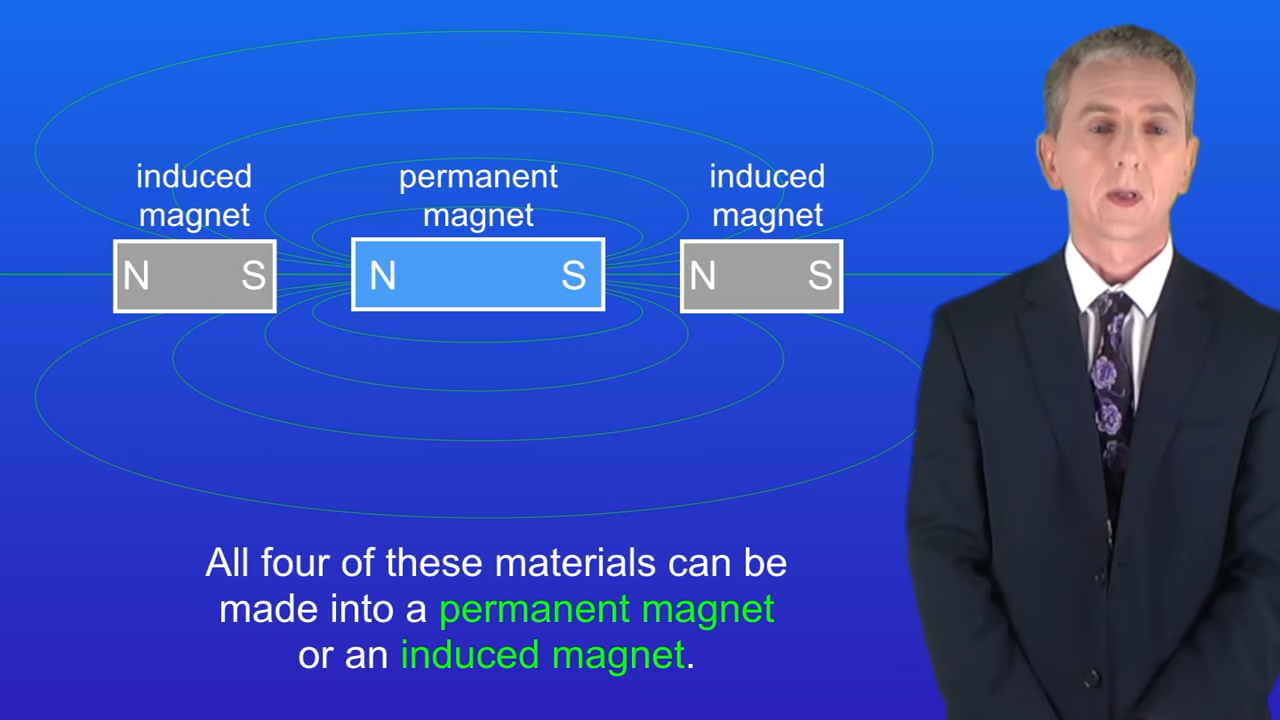 induced
magnet
permanent
magnet
induced
magnet
N S
N S
N S
All four of these materials can be
made into a permanent magnet
or an induced magnet.